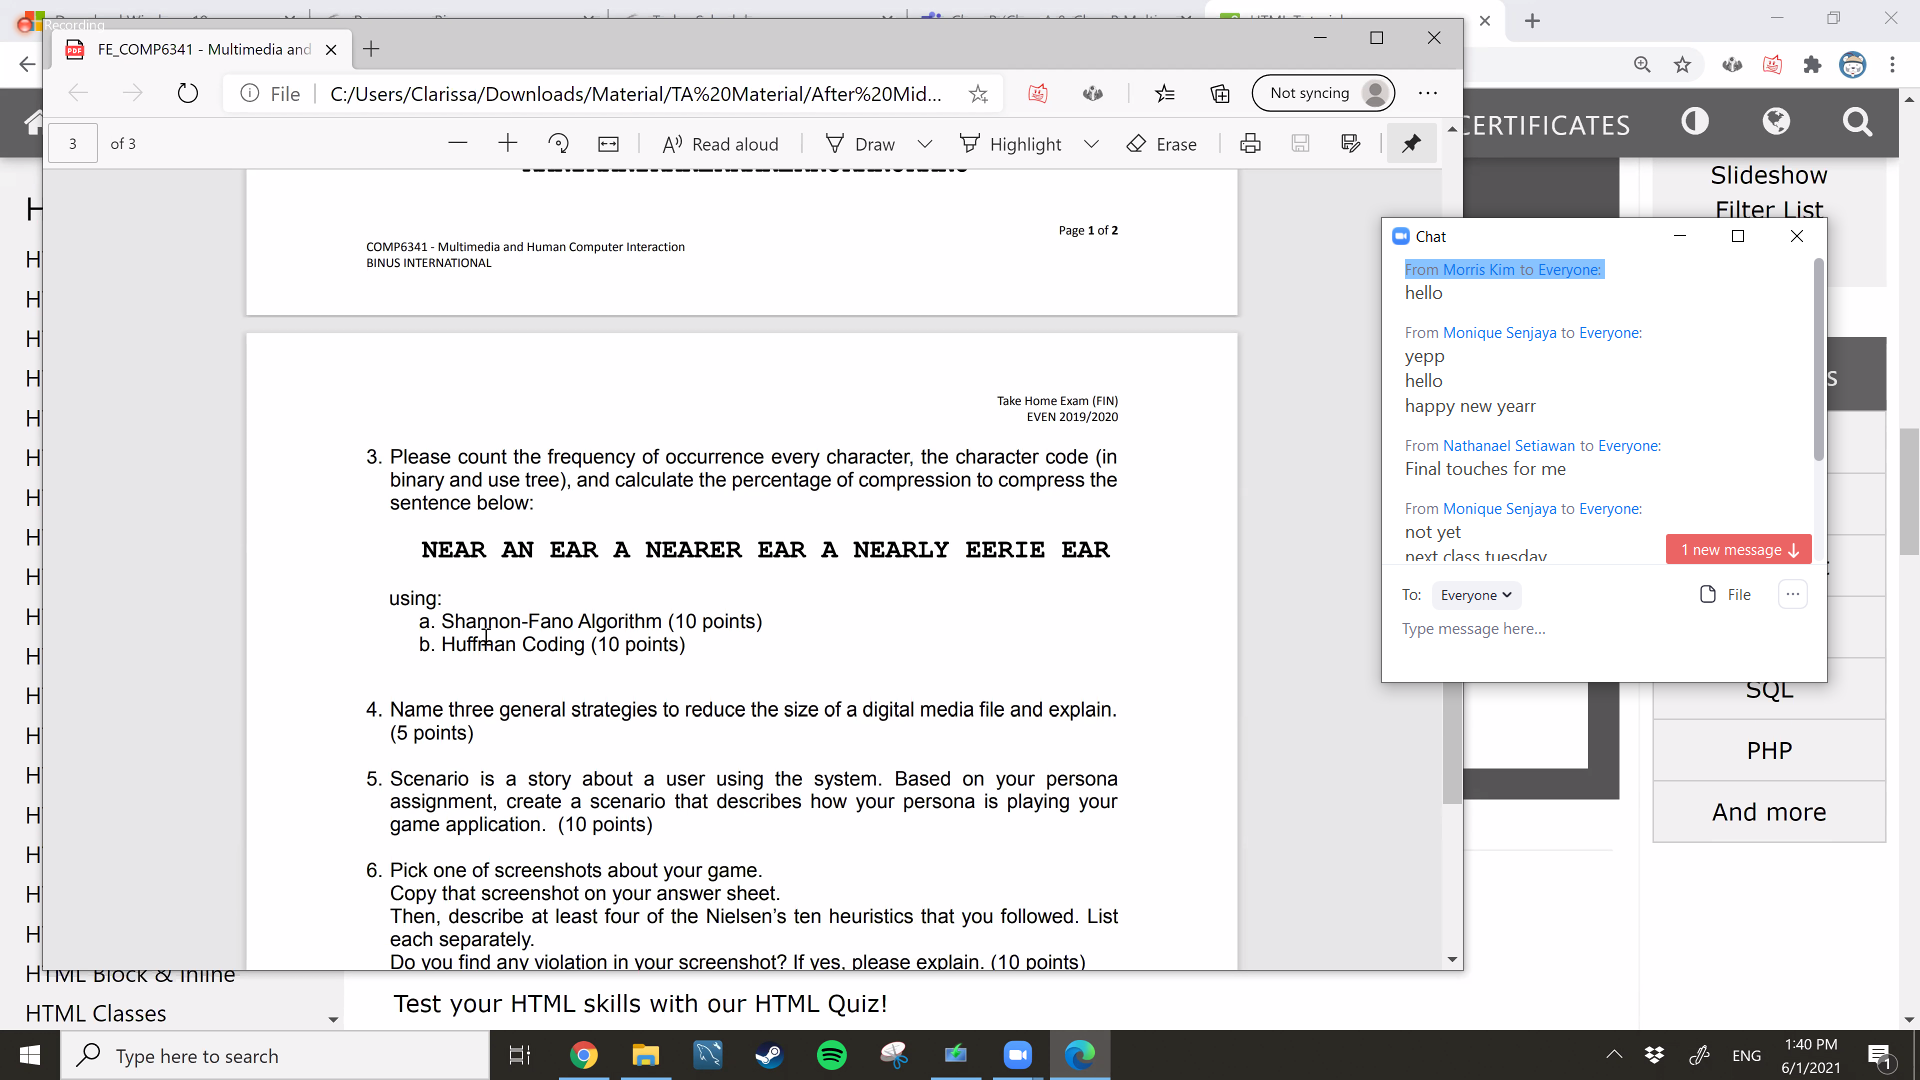 Recording
FE_COMP6341 - Multimedia and
File
C:/Users/Clarissa/Downloads/Material/TA%20Material/After%20Mid...
Not syncing
3
of 3
Read aloud
Draw
Highlight
Erase
Page 1 of 2
COMP6341 - Multimedia and Human Computer Interaction
BINUS INTERNATIONAL
Take Home Exam (FIN)
EVEN 2019/2020
3. Please count the frequency of occurrence every character, the character code (in
binary and use tree), and calculate the percentage of compression to compress the
sentence below:
NEAR AN EAR A NEARER EAR A NEARLY EERIE EAR
using:
a. Shannon-Fano Algorithm (10 points)
b. Huffman Coding (10 points)
4. Name three general strategies to reduce the size of a digital media file and explain.
(5 points)
5. Scenario is a story about a user using the system. Based on your persona
assignment, create a scenario that describes how your persona is playing your
game application. (10 points)
6. Pick one of screenshots about your game.
Copy that screenshot on your answer sheet.
Then, describe at least four of the Nielsen's ten heuristics that you followed. List
each separately.
Do you find any violation in your screenshot? If yes, please explain. (10 points)
CERTIFICATES
Slideshow
Filter List
Chat
From Morris Kim to Everyone:
hello
From Monique Senjaya to Everyone:
yepp
hello
happy new yearr
From Nathanael Setiawan to Everyone:
Final touches for me
From Monique Senjaya to Everyone:
not yet
next class tuesday
1 new message
To:
Everyone
File
Type message here...
SQL
PHP
And more
HTML Block & Inline
HTML Classes
Test your HTML skills with our HTML Quiz!
Type here to search
ENG
1:40 PM
6/1/2021
1